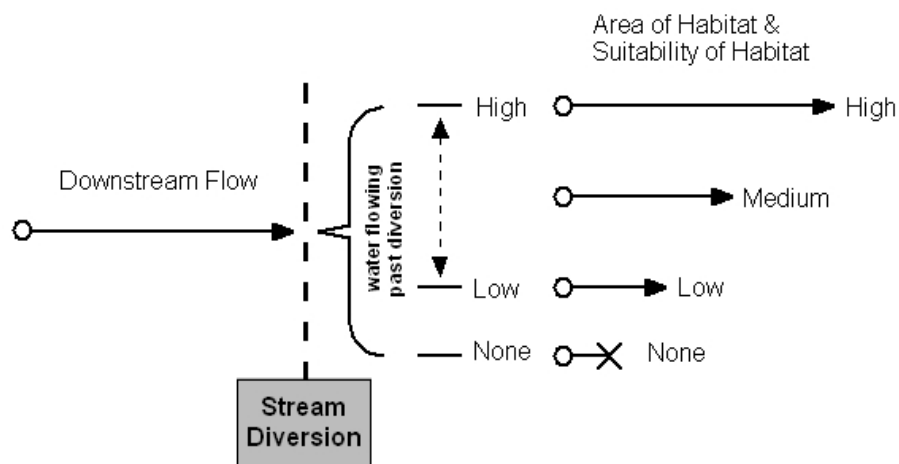 Area of Habitat &
Suitability of Habitat
High
High
Downstream Flow
Medium
water flowing
past diversion
Low
Low
None
None
Stream
Diversion